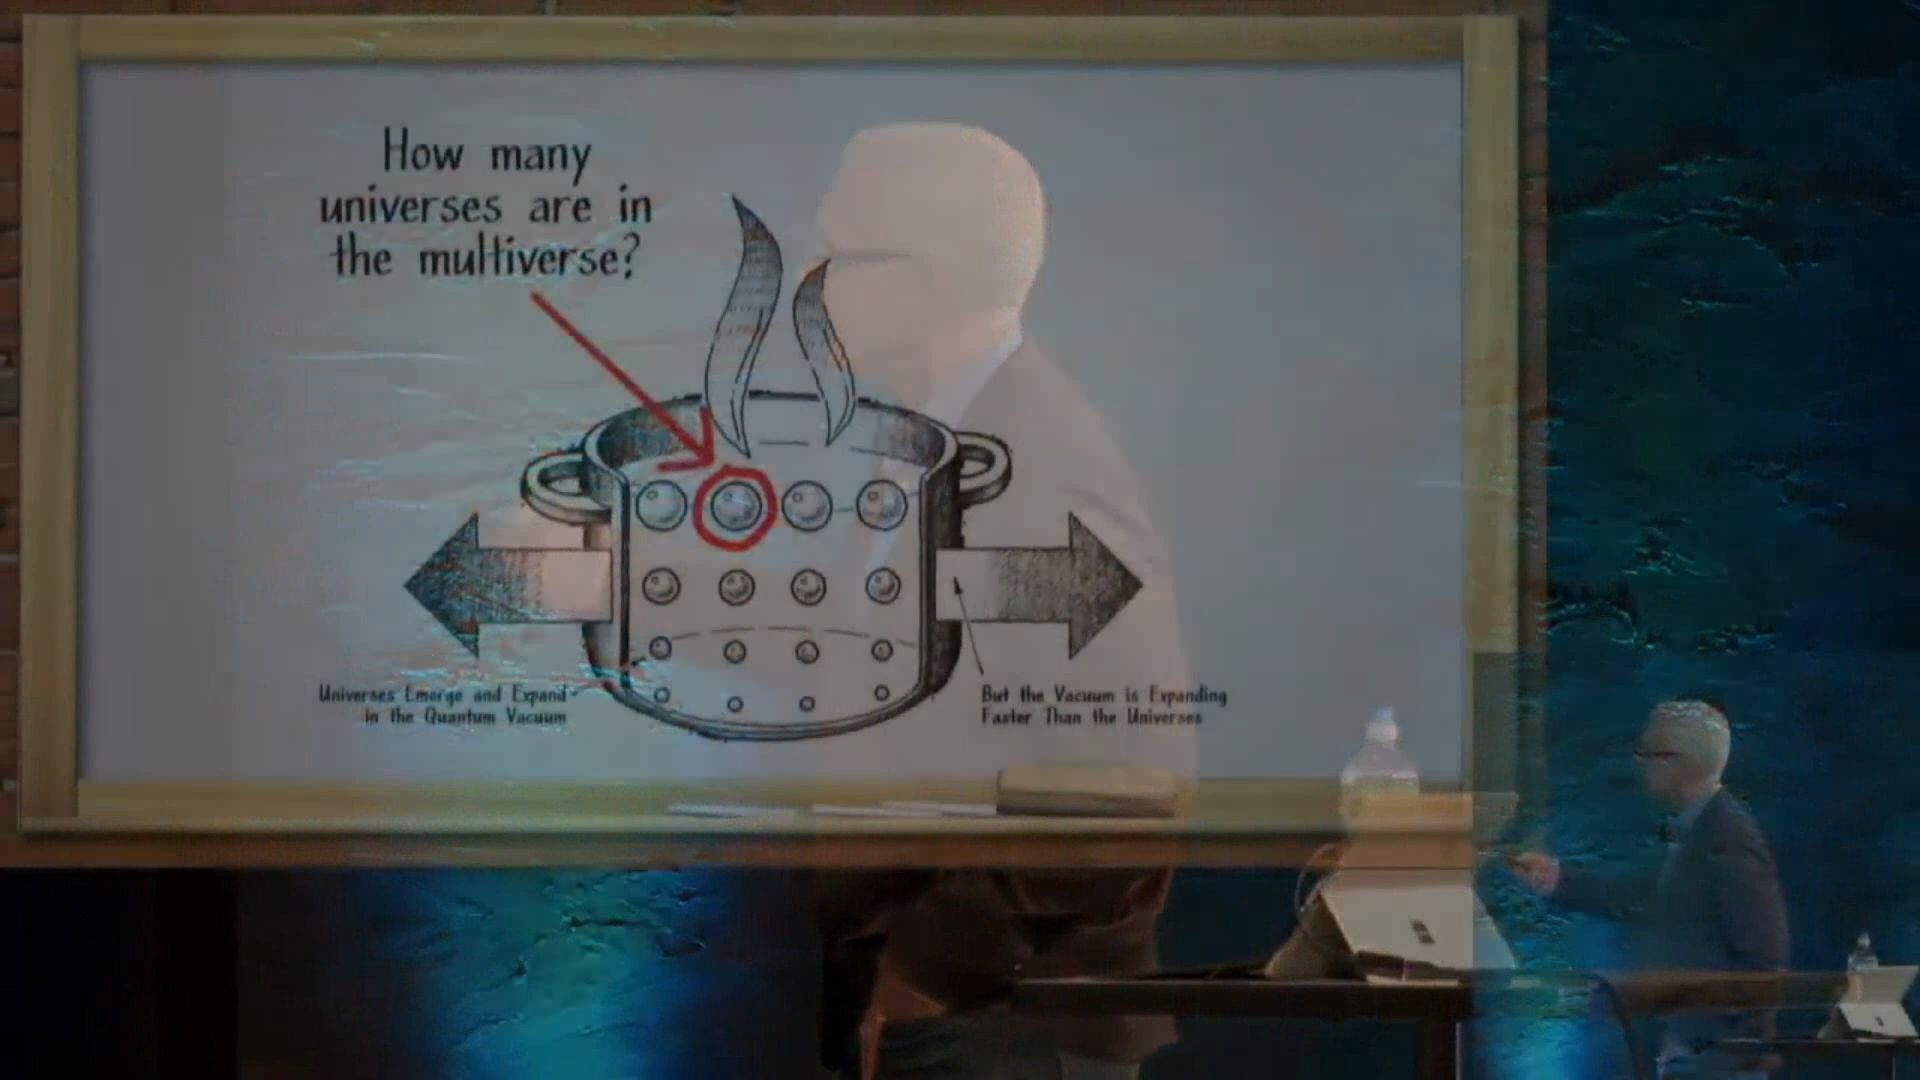 How many
universes are in
the multiverse?
Universes Emerge and Expand
in the Quantum Vacuum
But the Vacuum is Expanding
Faster Than the Universes